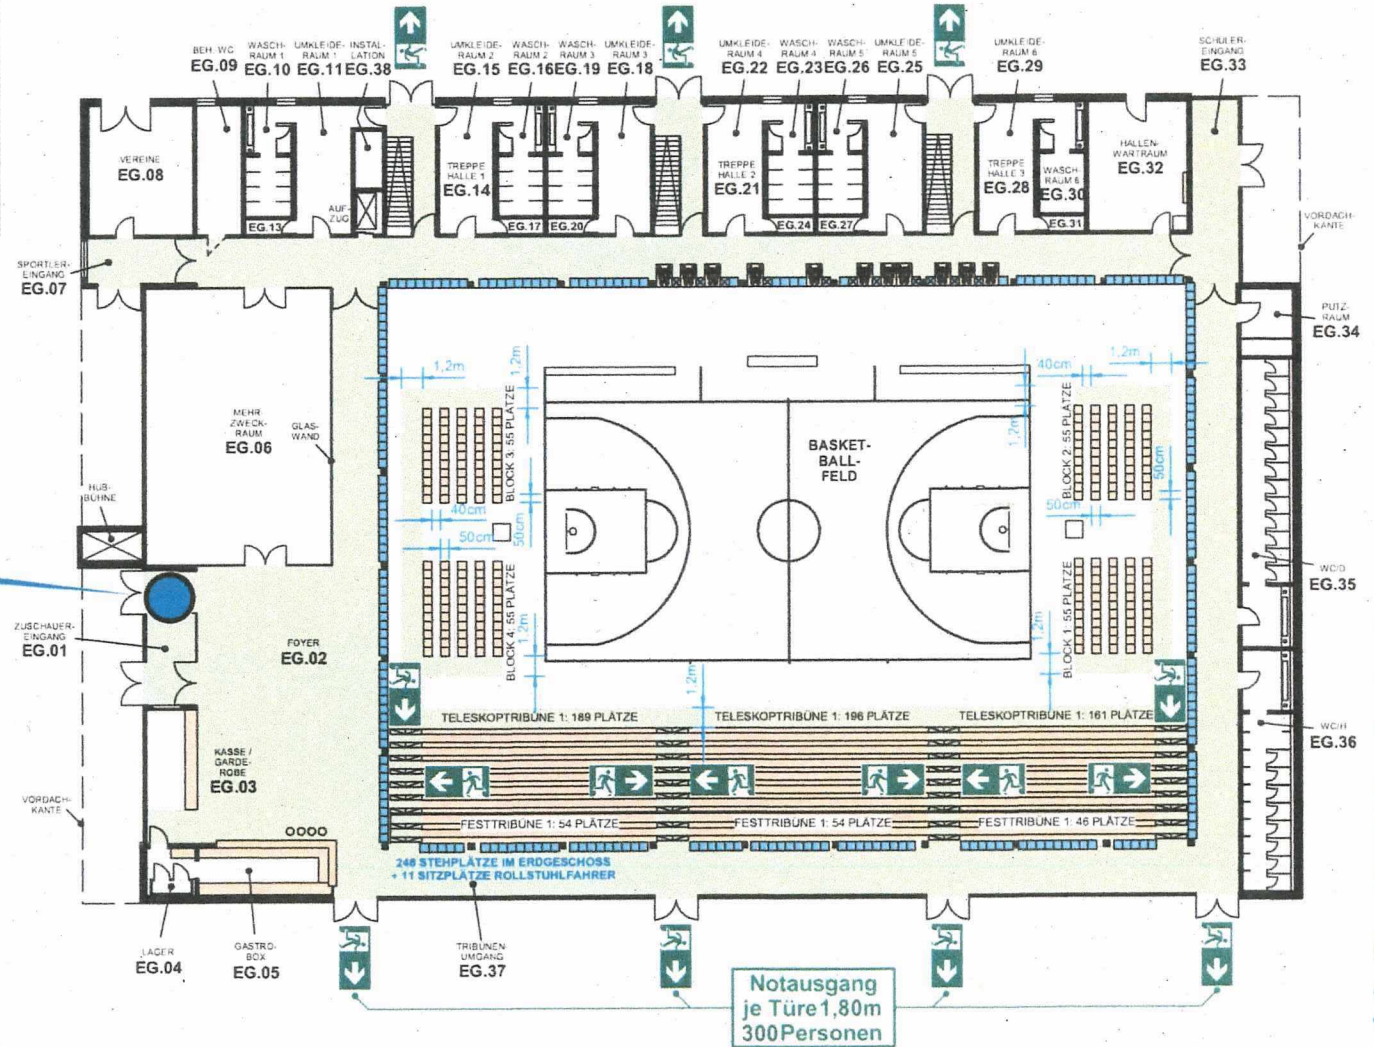 BEH. WC
EG.09
WASCH-
RAUM 1
EG.10
UMKLEIDE-
RAUM 1
EG.11
INSTAL-
LATION
EG.38
UMKLEIDE-
RAUM 2
EG.15
WASCH-
RAUM 2
EG.16
WASCH-
RAUM 3
EG.19
UMKLEIDE-
RAUM 3
EG.18
UMKLEIDE-
RAUM 4
EG.22
WASCH-
RAUM 4
EG.23
WASCH-
RAUM 5
EG.26
UMKLEIDE-
RAUM 5
EG.25
UMKLEIDE-
RAUM 6
EG.29
SCHÜLER-
EINGANG
EG.33
VEREINE
EG.08
AUF-
ZUG
EG.13
TREPPE
HALLE 1
EG.14
EG.17
EG.20
TREPPE
HALLE 2
EG.21
EG.24
EG.27
TREPPE
HALLE 3
EG.28
WASCH-
RAUM 6
EG.30
EG.31
HALLEN-
WARTRAUM
EG.32
VORDACH-
KANTE
SPORTLER-
EINGANG
EG.07
PUTZ-
RAUM
EG.34
MEHR
ZWECK-
RAUM
EG.06
GLAS-
WAND
HUB-
BÜHNE
1,2m
1,2m
BLOCK 3: 55 PLÄTZE
40cm
50cm
50cm
BLOCK 4: 55 PLÄTZE
1,2m
BASKET-
BALL-
FELD
40cm
1,2m
1,2m
BLOCK 2: 55 PLÄTZE
50cm
50cm
BLOCK 1: 55 PLÄTZE
1,2m
1,2m
WC/D
EG.35
ZUSCHAUER-
EINGANG
EG.01
FOYER
EG.02
TELESKOPTRIBÜNE 1: 189 PLÄTZE
TELESKOPTRIBÜNE 1: 196 PLÄTZE
TELESKOPTRIBÜNE 1: 161 PLÄTZE
WC/H
EG.36
KASSE /
GARDE-
ROBE
EG.03
VORDACH-
KANTE
FESTTRIBÜNE 1: 54 PLÄTZE
FESTTRIBÜNE 1: 54 PLÄTZE
FESTTRIBÜNE 1: 46 PLÄTZE
248 STEHPLÄTZE IM ERDGESCHOSS
+ 11 SITZPLÄTZE ROLLSTUHLFAHRER
LAGER
EG.04
GASTRO-
BOX
EG.05
TRIBÜNEN
UMGANG
EG.37
Notausgang
je Türe1,80m
300Personen